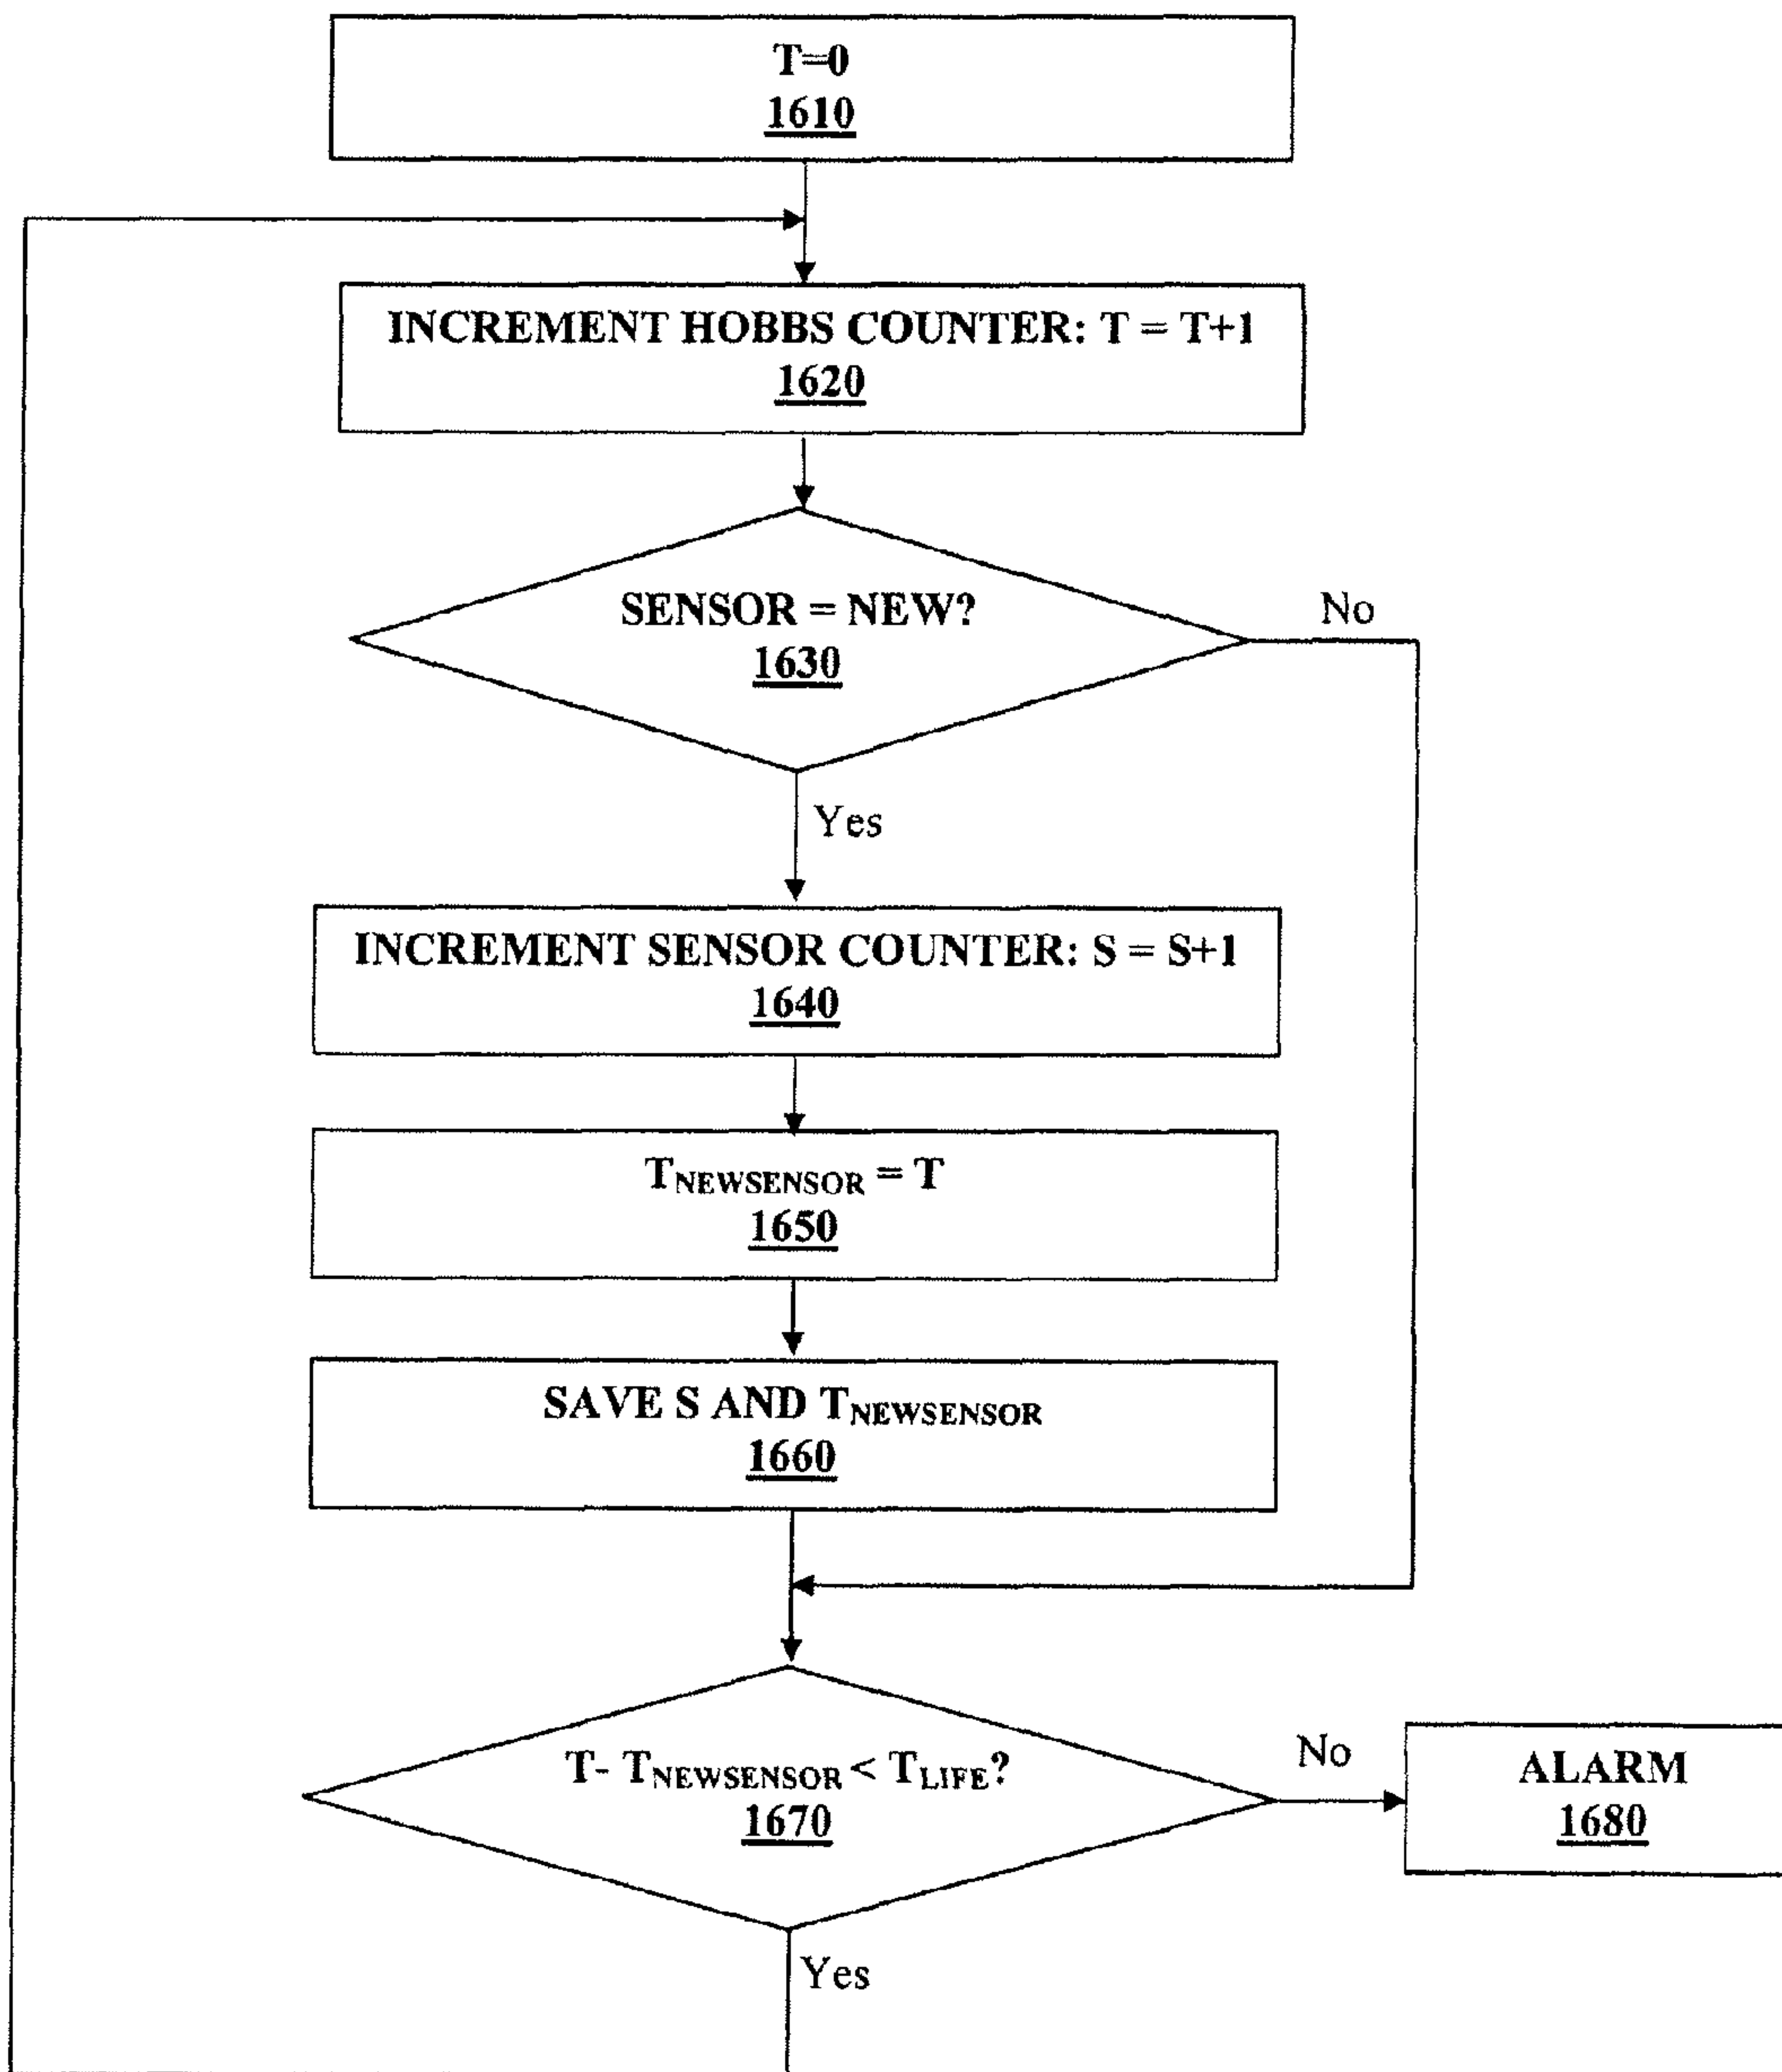 T=0
1610
INCREMENT HOBBS COUNTER: T = T+1
1620
SENSOR = NEW?
1630
No
Yes
INCREMENT SENSOR COUNTER: S = S+1
1640
TNEWSENSOR = T
1650
SAVE S AND TNEWSENSOR
1660
T- TNEWSENSOR < TLIFE?
1670
No
ALARM
1680
Yes